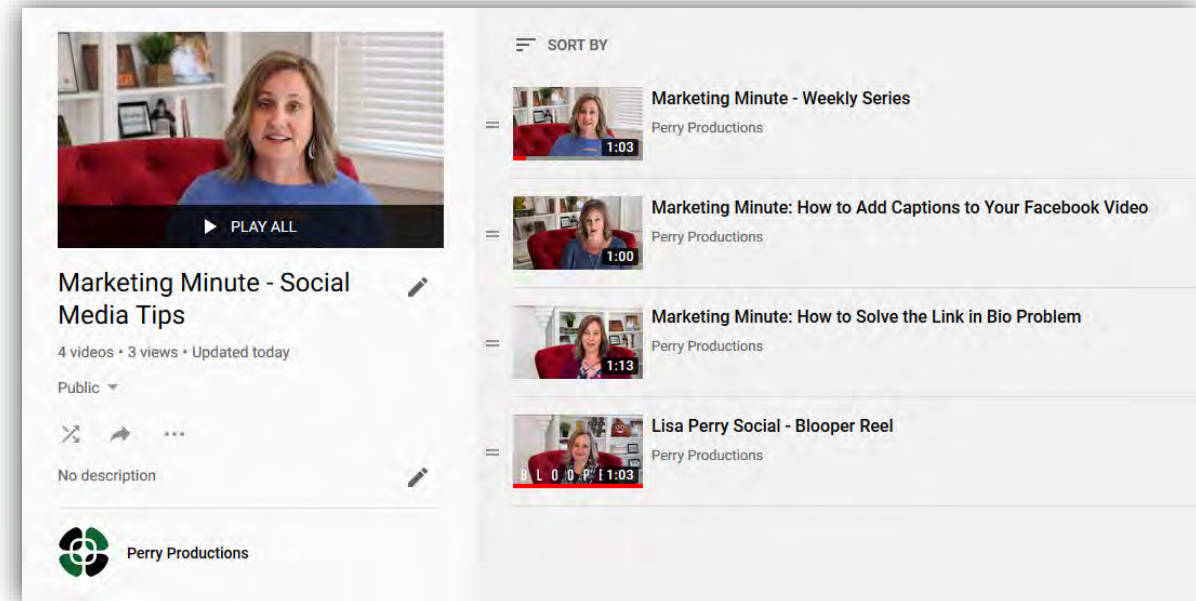 PLAY ALL
Marketing Minute - Social
Media Tips
4 videos • 3 views • Updated today
Public
No description
Perry Productions
SORT BY
1:03
Marketing Minute - Weekly Series
Perry Productions
1:00
Marketing Minute: How to Add Captions to Your Facebook Video
Perry Productions
1:13
Marketing Minute: How to Solve the Link in Bio Problem
Perry Productions
BLOOPE 1:03
Lisa Perry Social - Blooper Reel
Perry Productions